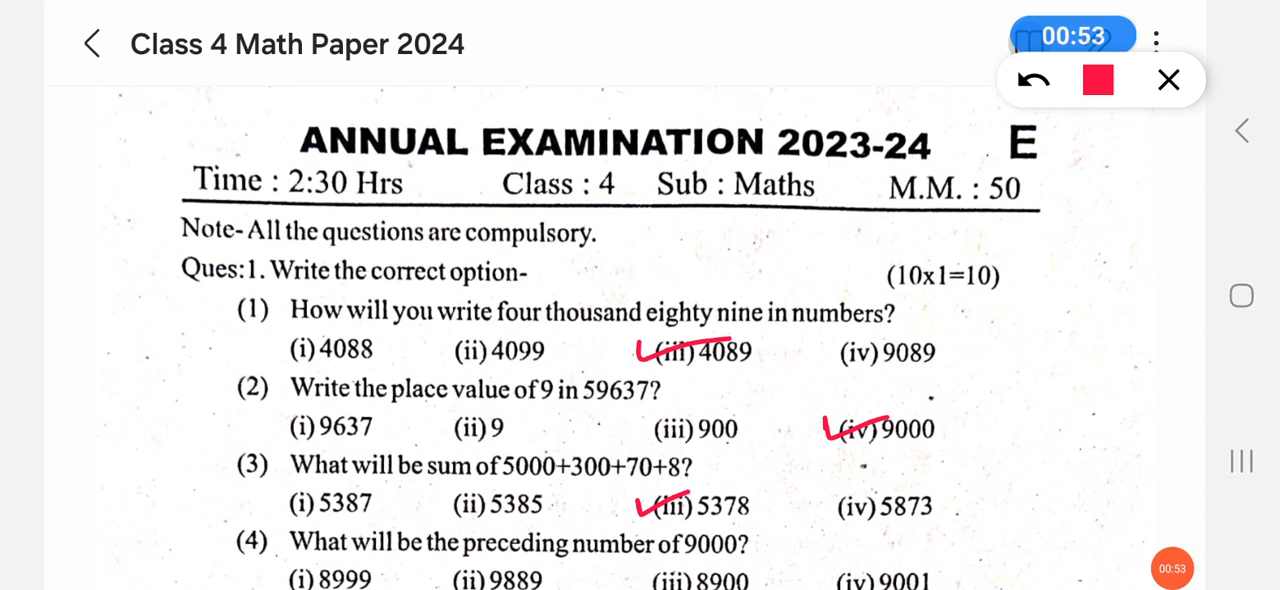 Class 4 Math Paper 2024
00:53
ANNUAL EXAMINATION 2023-24 E
Time : 2:30 Hrs Class : 4 Sub : Maths M.M. : 50
Note- All the questions are compulsory.
Ques:1. Write the correct option- (10x1=10)
(1) How will you write four thousand eighty nine in numbers?
(i) 4088 (ii) 4099 (iii) 4089 (iv) 9089
(2) Write the place value of 9 in 59637?
(i) 9637 (ii) 9 (iii) 900 (iv) 9000
(3) What will be sum of 5000+300+70+8?
(i) 5387 (ii) 5385 (iii) 5378 (iv) 5873
(4) What will be the preceding number of 9000?
(i) 8999 (ii) 9889 (iii) 8900 (iv) 9001
00:53